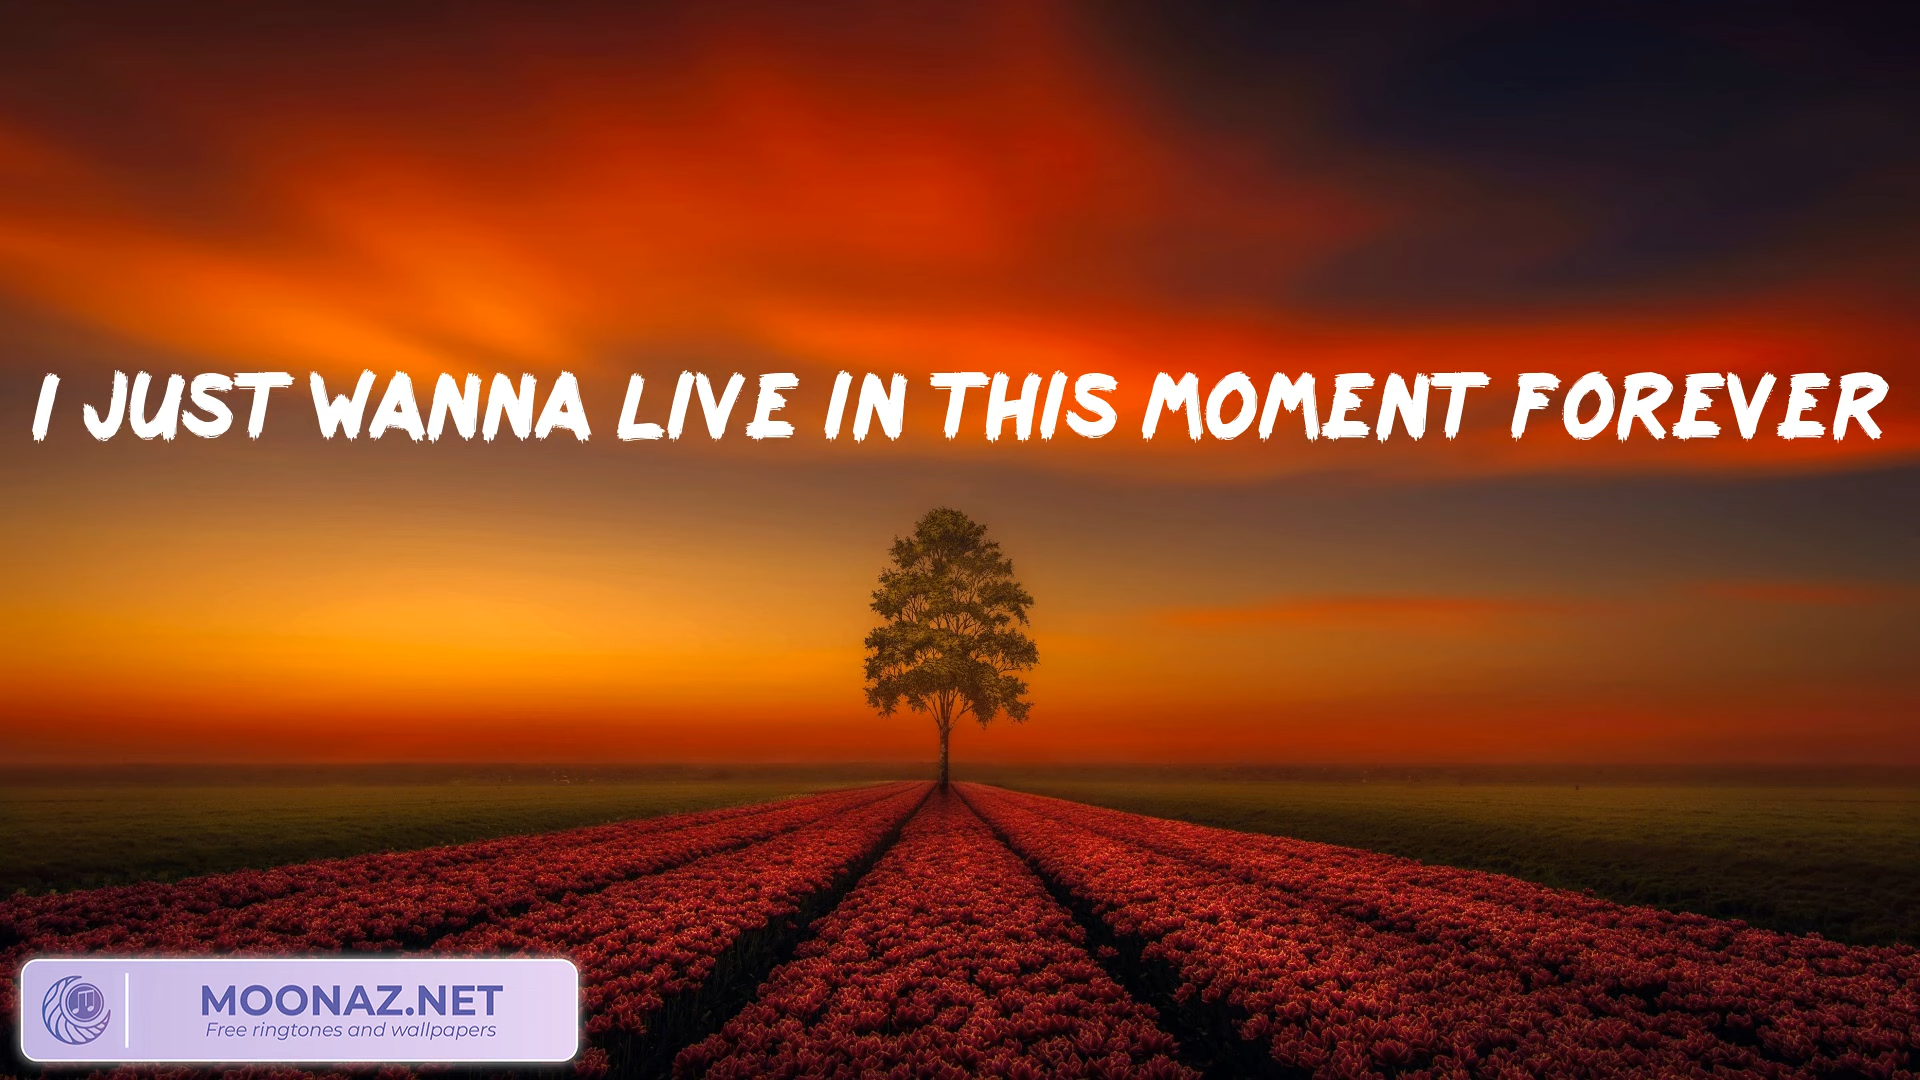 I JUST WANNA LIVE IN THIS MOMENT FOREVER
MOONAZ.NET
Free ringtones and wallpapers